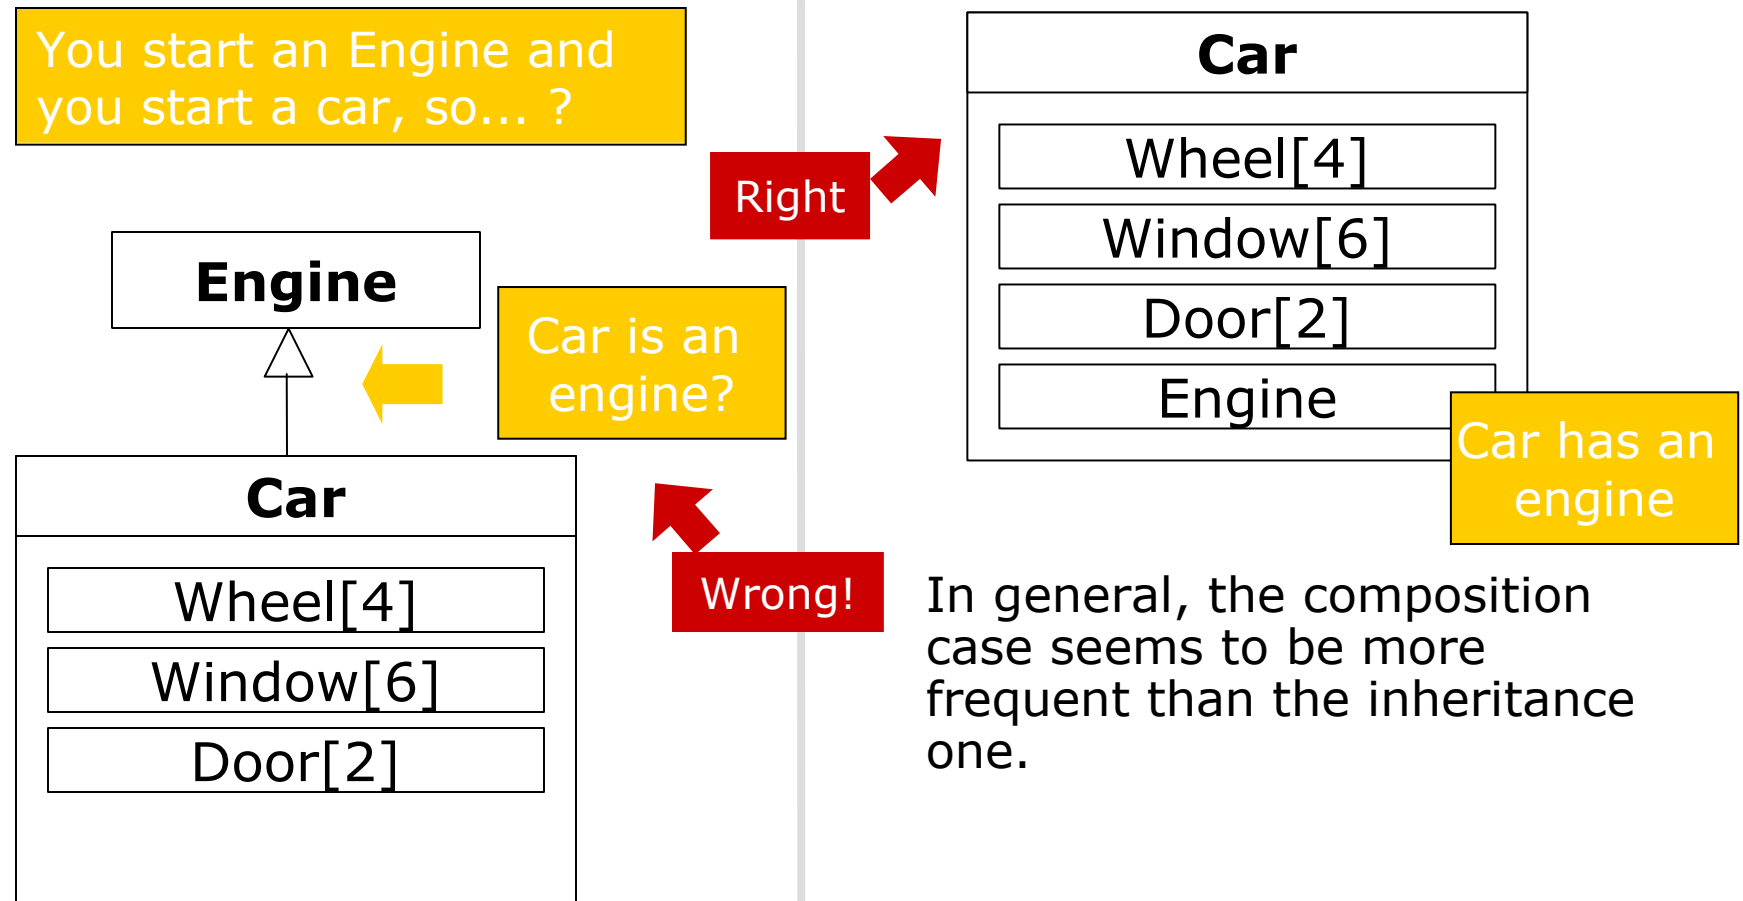 You start an Engine and
you start a car, so… ?
Engine
Car is an
engine?
Car
Wheel[4]
Window[6]
Door[2]
Wrong!
Right
Car
Wheel[4]
Window[6]
Door[2]
Engine
Car has an
engine
In general, the composition
case seems to be more
frequent than the inheritance
one.